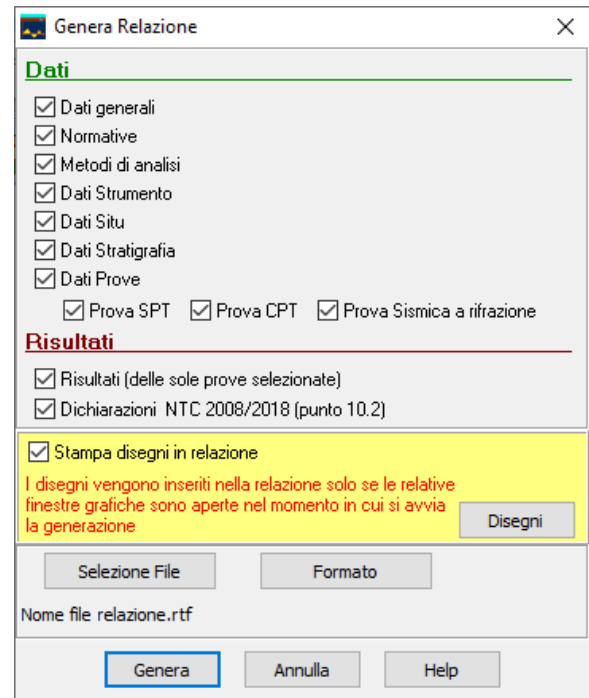 Genera Relazione
Dati
Dati generali
Normative
Metodi di analisi
Dati Strumento
Dati Situ
Dati Stratigrafia
Dati Prove
Prova SPT Prova CPT Prova Sismica a rifrazione
Risultati
Risultati (delle sole prove selezionate)
Dichiarazioni NTC 2008/2018 (punto 10.2)
Stampa disegni in relazione
I disegni vengono inseriti nella relazione solo se le relative
finestre grafiche sono aperte nel momento in cui si avvia
la generazione
Disegni
Selezione File Formato
Nome file relazione.rtf
Genera Annulla Help